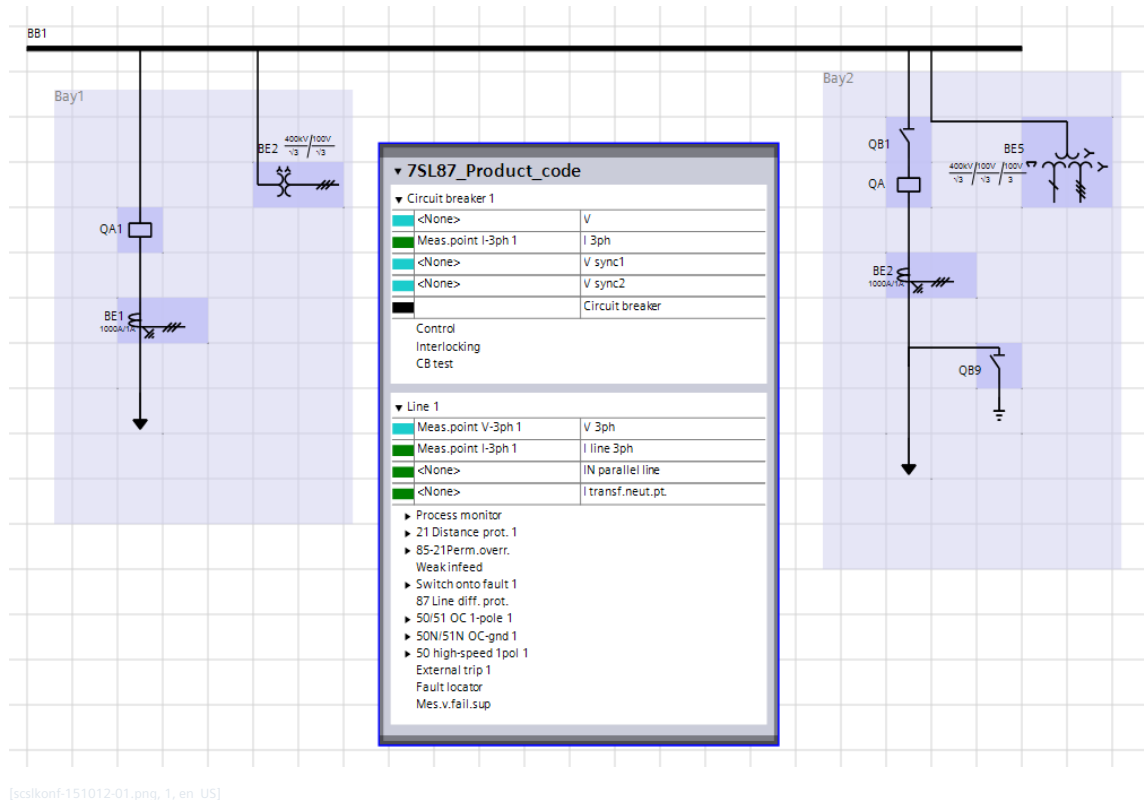 BB1
Bay1
BE2 400kV/√3 / 100V/√3
QA1
BE1
1000A/1A
7SL87_Product_code
Circuit breaker 1
<None> V
Meas.point I-3ph 1 I 3ph
<None> V sync1
<None> V sync2
Circuit breaker
Control
Interlocking
CB test
Line 1
Meas.point V-3ph 1 V 3ph
Meas.point I-3ph 1 I line 3ph
<None> IN parallel line
<None> I transf.neut.pt.
Process monitor
21 Distance prot. 1
85-21Perm.overr.
Weak infeed
Switch onto fault 1
87 Line diff. prot.
50/51 OC 1-pole 1
50N/51N OC-gnd 1
50 high-speed 1pol 1
External trip 1
Fault locator
Mes.v.fail.sup
Bay2
QB1
BE5
400kV/√3 / 100V/√3 / 100V/3
QA
BE2
1000A/1A
QB9
[scslkonf-151012-01.png, 1, en_US]